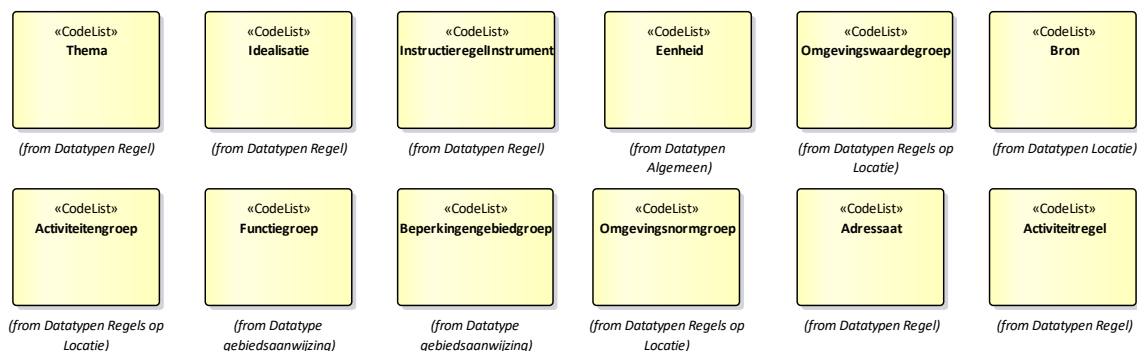 «CodeList»
Thema
(from Datatypen Regel)
«CodeList»
Idealisatie
(from Datatypen Regel)
«CodeList»
InstructieregelInstrument
(from Datatypen Regel)
«CodeList»
Eenheid
(from Datatypen
Algemeen)
«CodeList»
Omgevingswaardegroep
(from Datatypen Regels op
Locatie)
«CodeList»
Bron
(from Datatypen Locatie)
«CodeList»
Activiteitengroep
(from Datatypen Regels op
Locatie)
«CodeList»
Functiegroep
(from Datatype
gebiedsaanwijzing)
«CodeList»
Beperkingengebiedgroep
(from Datatype
gebiedsaanwijzing)
«CodeList»
Omgevingsnormgroep
(from Datatypen Regels op
Locatie)
«CodeList»
Adressaat
(from Datatypen Regel)
«CodeList»
Activiteitregel
(from Datatypen Regel)